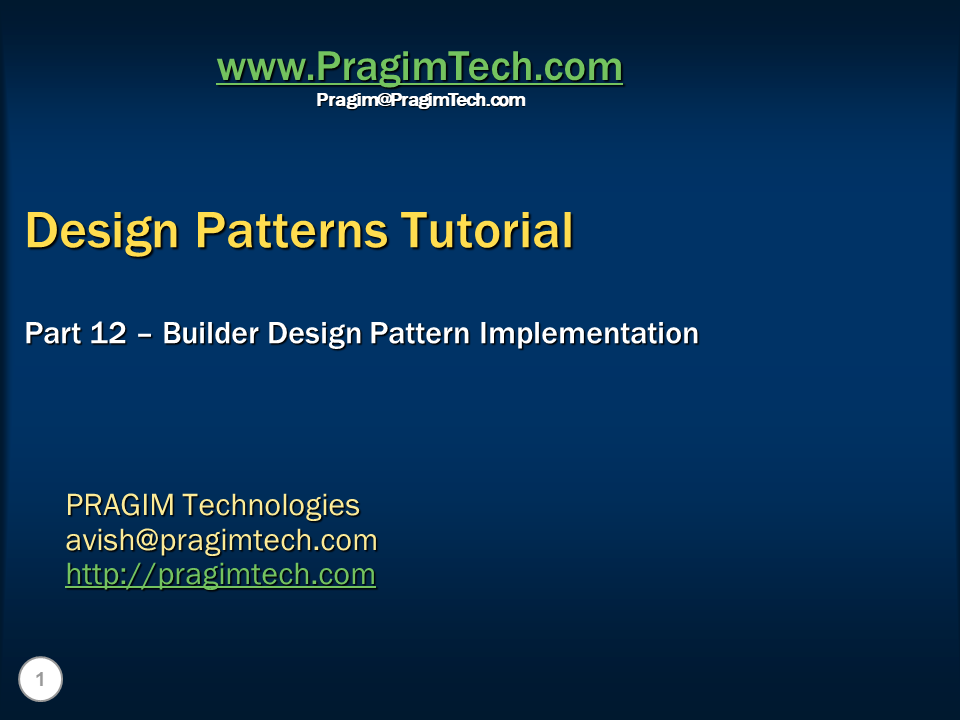 www.PragimTech.com
Pragim@PragimTech.com
Design Patterns Tutorial
Part 12 – Builder Design Pattern Implementation
PRAGIM Technologies
avish@pragimtech.com
http://pragimtech.com
1